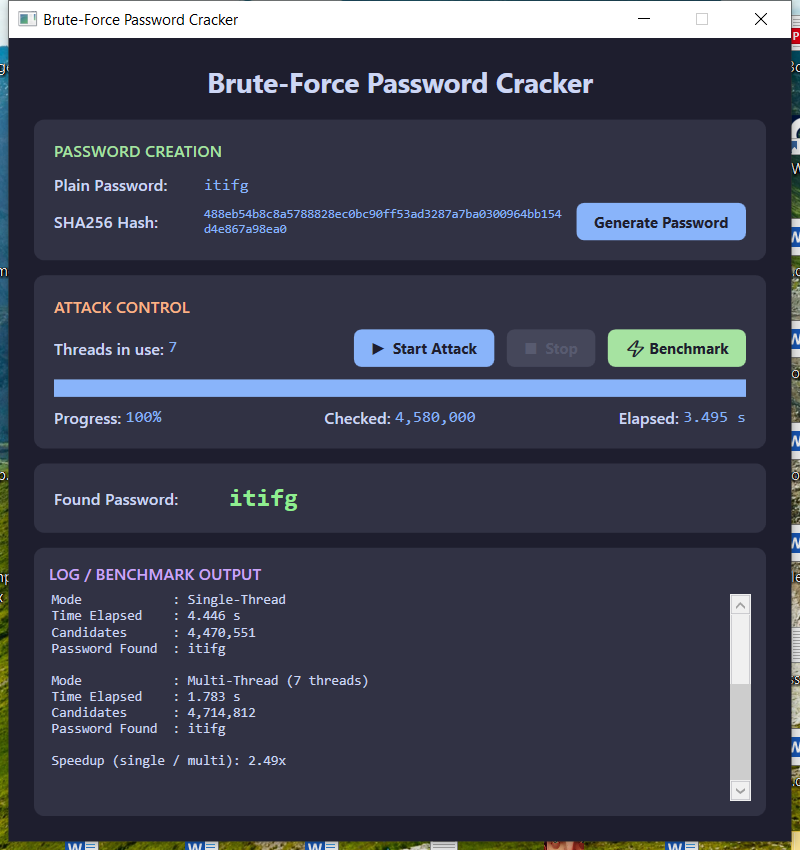 Brute-Force Password Cracker
Brute-Force Password Cracker
PASSWORD CREATION
Plain Password: itifg
SHA256 Hash: 488eb54b8c8a5788828ec0bc90ff53ad3287a7ba0300964bb154
d4e867a98ea0
Generate Password
ATTACK CONTROL
Threads in use: 7
Start Attack
Stop
Benchmark
Progress: 100% Checked: 4,580,000 Elapsed: 3.495 s
Found Password: itifg
LOG / BENCHMARK OUTPUT
Mode : Single-Thread
Time Elapsed : 4.446 s
Candidates : 4,470,551
Password Found : itifg
Mode : Multi-Thread (7 threads)
Time Elapsed : 1.783 s
Candidates : 4,714,812
Password Found : itifg
Speedup (single / multi): 2.49x